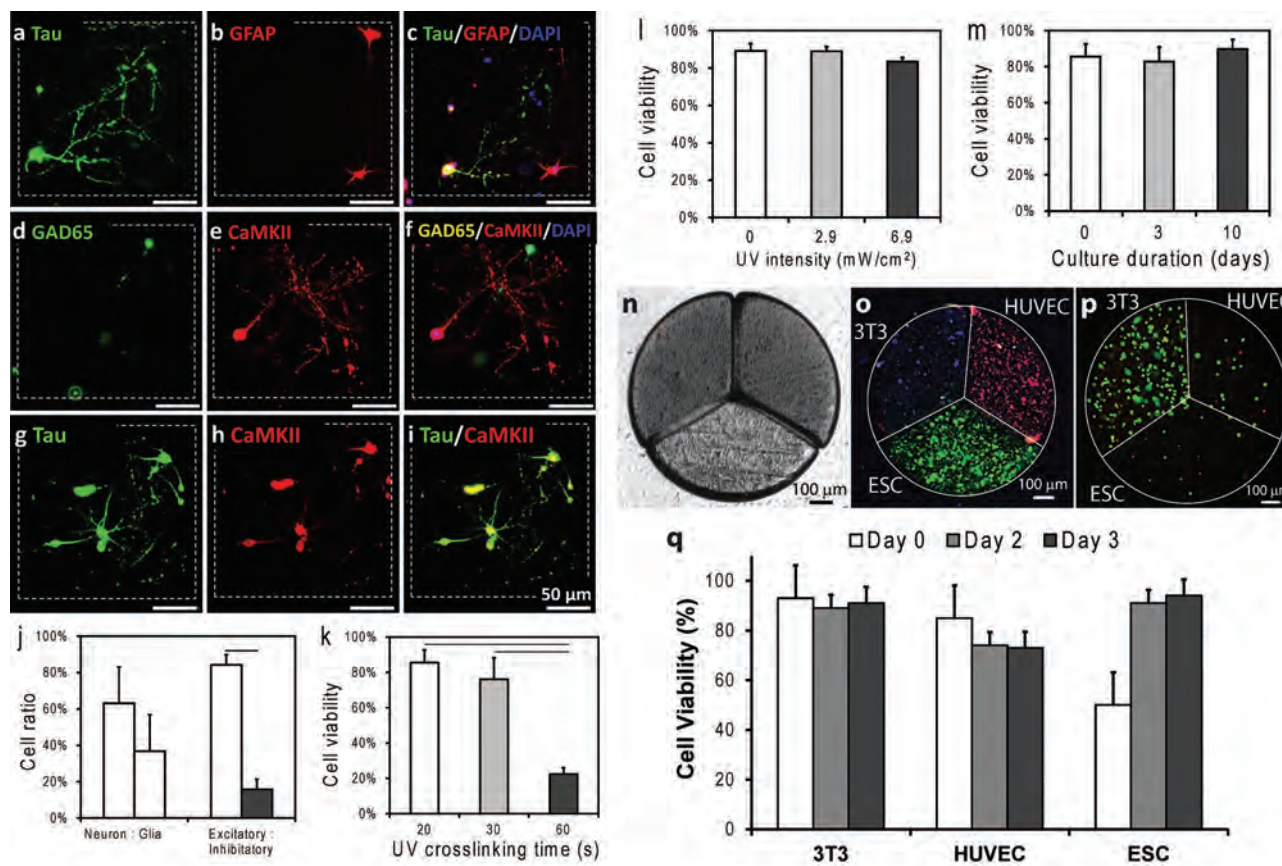 a Tau
b GFAP
c Tau/GFAP/DAPI
d GAD65
e CaMKII
f GAD65/CaMKII/DAPI
g Tau
h CaMKII
i Tau/CaMKII
50 µm
j
100%
80%
60%
40%
20%
0%
Cell ratio
Neuron : Glia
Excitatory :
Inhibitatory
k
100%
80%
60%
40%
20%
0%
Cell viability
20 30 60
UV crosslinking time (s)
l
100%
80%
60%
40%
20%
0%
Cell viability
0 2.9 6.9
UV intensity (mW/cm²)
m
100%
80%
60%
40%
20%
0%
Cell viability
0 3 10
Culture duration (days)
n
100 µm
o
HUVEC
3T3
ESC
100 µm
p
3T3
HUVEC
ESC
100 µm
q
Day 0 Day 2 Day 3
100
80
60
40
20
0
Cell Viability (%)
3T3 HUVEC ESC